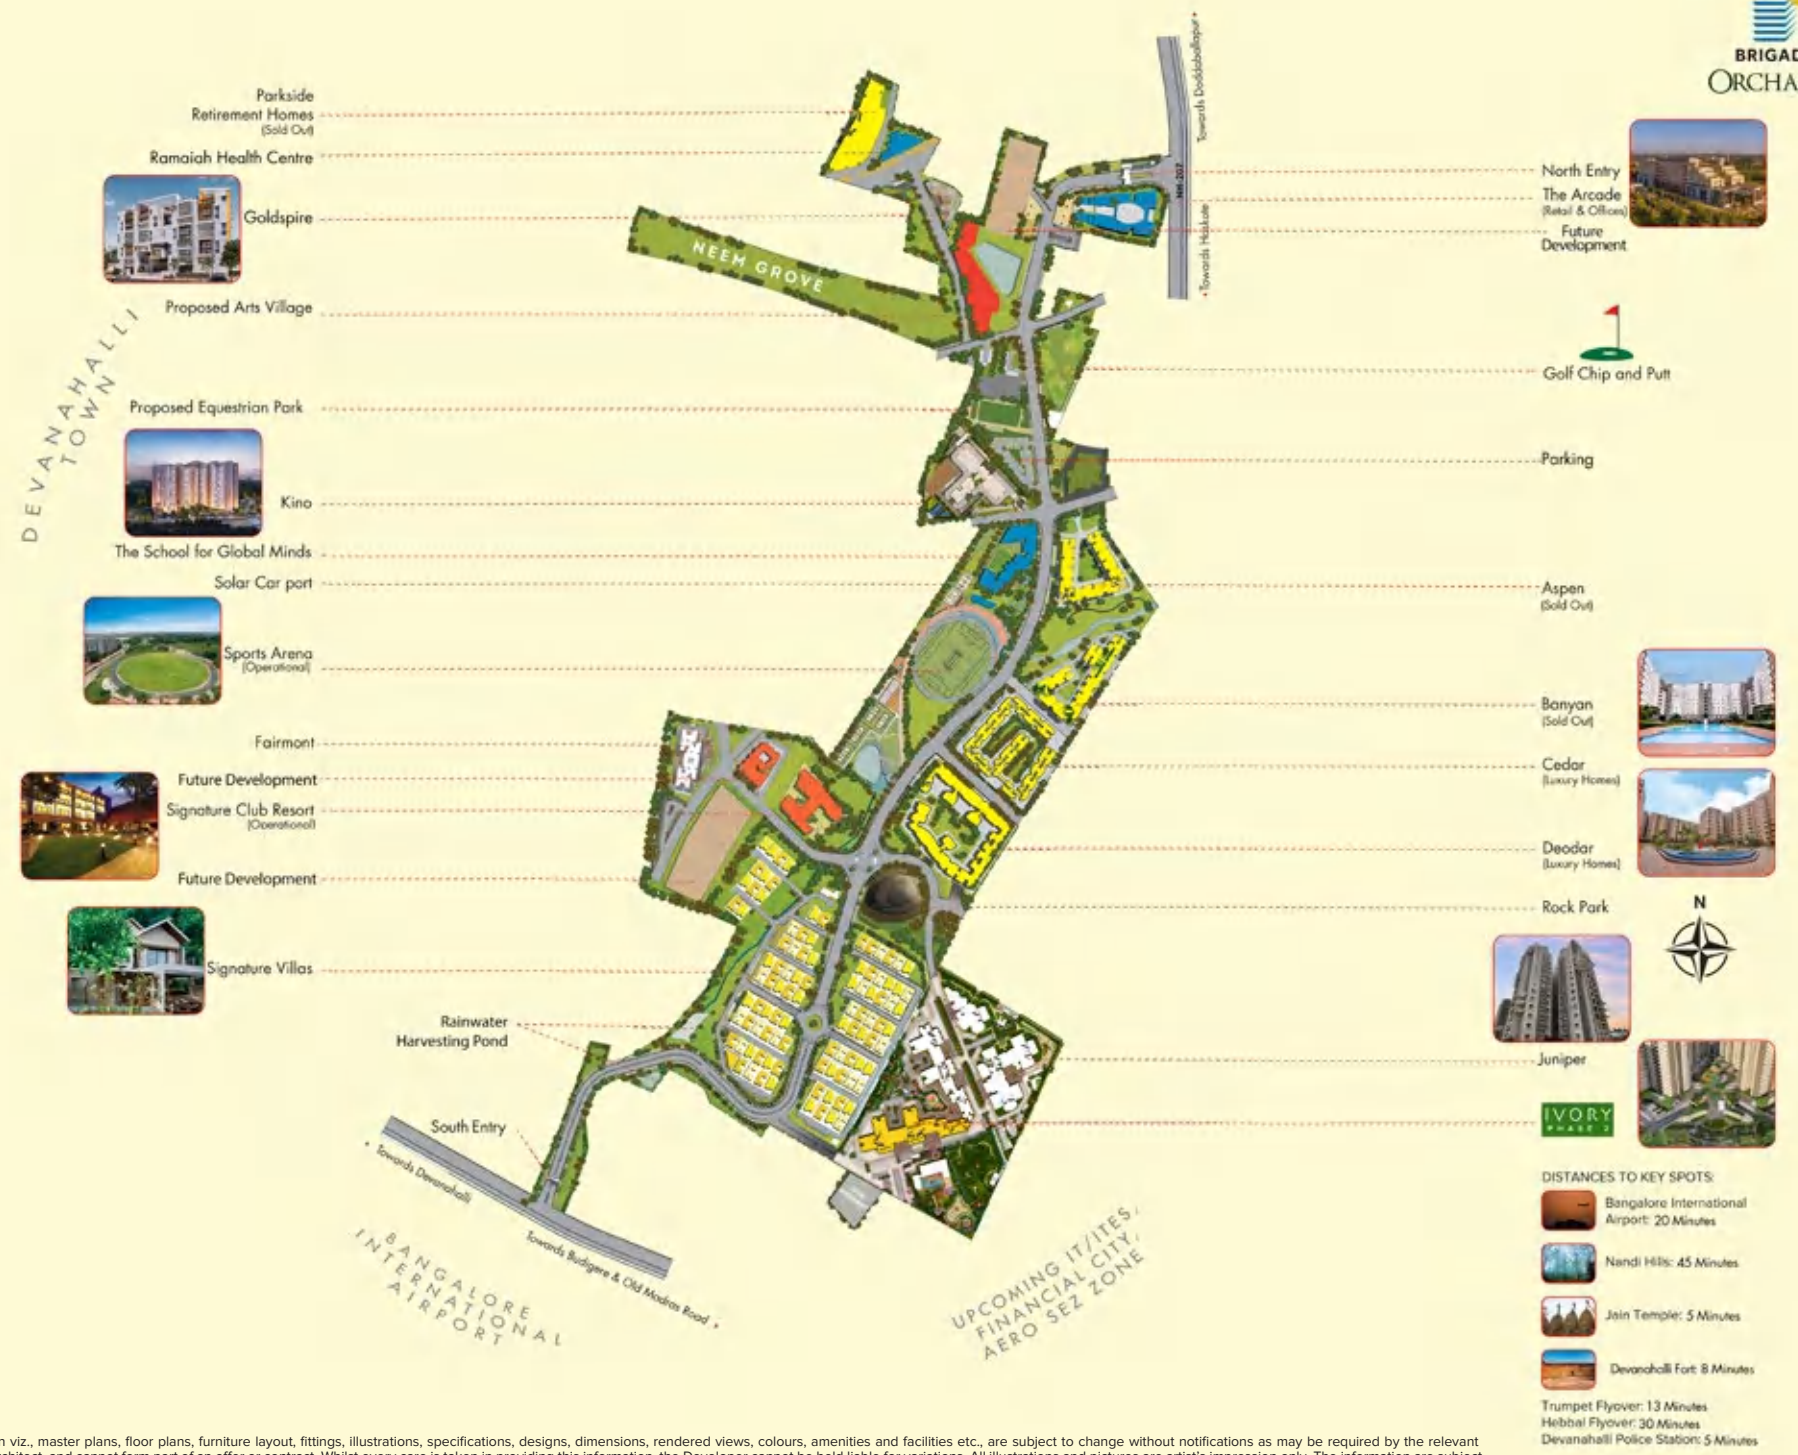 BRIGAD
ORCHA
Parkside
Retirement Homes
(Sold Out)
Ramaiah Health Centre
Goldspire
Proposed Arts Village
DEVANAHALLI
TOWN
Proposed Equestrian Park
Kino
The School for Global Minds
Solar Car port
Sports Arena
(Operational)
Fairmont
Future Development
Signature Club Resort
(Operational)
Future Development
Signature Villas
Rainwater
Harvesting Pond
South Entry
Towards Devanahalli
Towards Budigere & Old Madras Road
BANGALORE
INTERNATIONAL
AIRPORT
UPCOMING IT/ITES,
FINANCIAL CITY,
AERO SEZ ZONE
NEEM GROVE
Towards Doddaballapur
NH-207
Towards Hoskote
North Entry
The Arcade
(Retail & Offices)
Future
Development
Golf Chip and Putt
Parking
Aspen
(Sold Out)
Banyan
(Sold Out)
Cedar
(Luxury Homes)
Deodar
(Luxury Homes)
Rock Park
N
Juniper
IVORY
PHASE 2
DISTANCES TO KEY SPOTS:
Bangalore International
Airport: 20 Minutes
Nandi Hills: 45 Minutes
Jain Temple: 5 Minutes
Devanahalli Fort: 8 Minutes
Trumpet Flyover: 13 Minutes
Hebbal Flyover: 30 Minutes
Devanahalli Police Station: 5 Minutes
viz., master plans, floor plans, furniture layout, fittings, illustrations, specifications, designs, dimensions, rendered views, colours, amenities and facilities etc., are subject to change without notifications as may be required by the relevant